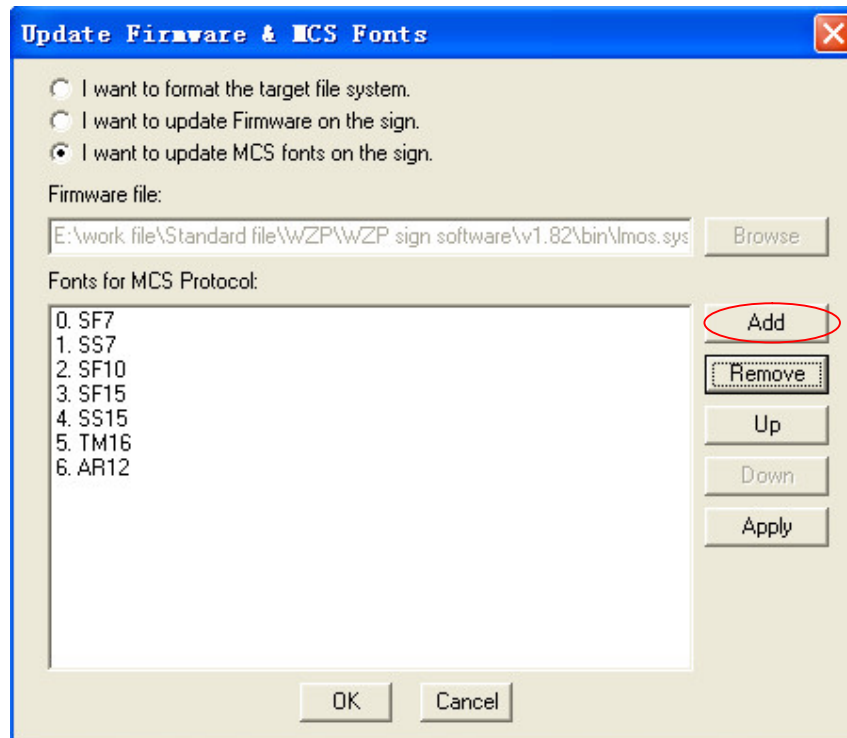 Update Firmware & MCS Fonts
I want to format the target file system.
I want to update Firmware on the sign.
I want to update MCS fonts on the sign.
Firmware file:
E:\work file\Standard file\WZP\WZP sign software\v1.82\bin\lmos.sys
Browse
Fonts for MCS Protocol:
0. SF7
1. SS7
2. SF10
3. SF15
4. SS15
5. TM16
6. AR12
Add
Remove
Up
Down
Apply
OK
Cancel